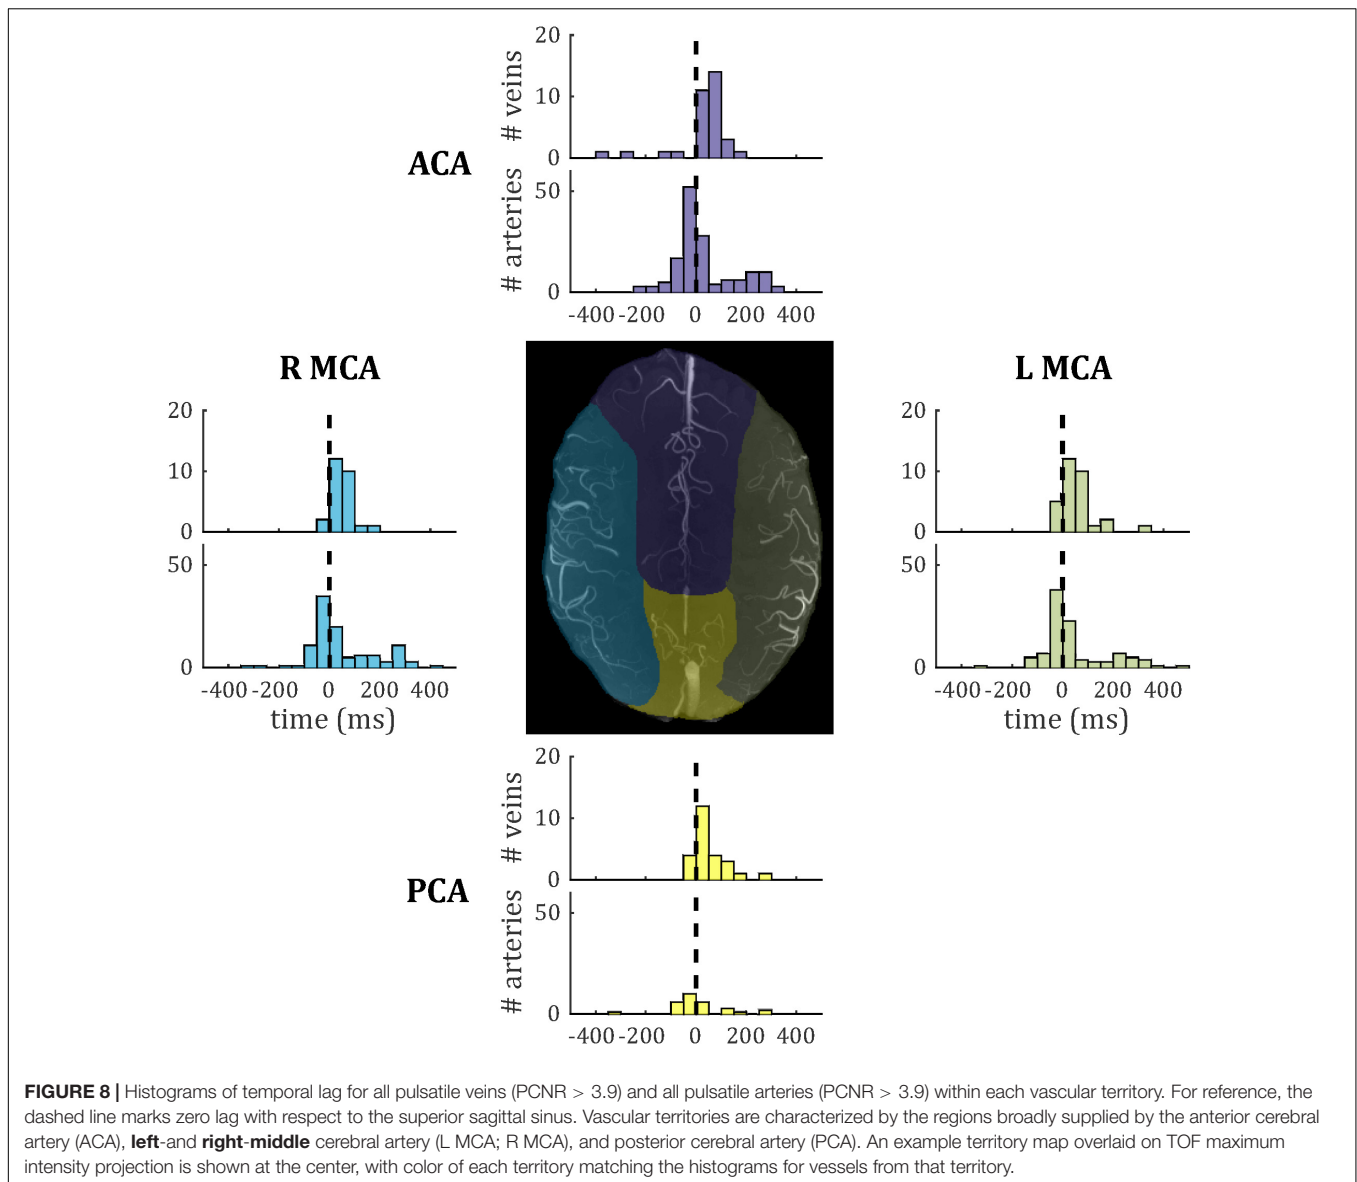 20
10
0
# veins
ACA
50
0
# arteries
-400 -200 0 200 400
R MCA
20
10
0
50
0
-400 -200 0 200 400
time (ms)
L MCA
20
10
0
50
0
-400 -200 0 200 400
time (ms)
20
10
0
# veins
PCA
50
0
# arteries
-400 -200 0 200 400
FIGURE 8 | Histograms of temporal lag for all pulsatile veins (PCNR > 3.9) and all pulsatile arteries (PCNR > 3.9) within each vascular territory. For reference, the
dashed line marks zero lag with respect to the superior sagittal sinus. Vascular territories are characterized by the regions broadly supplied by the anterior cerebral
artery (ACA), left-and right-middle cerebral artery (L MCA; R MCA), and posterior cerebral artery (PCA). An example territory map overlaid on TOF maximum
intensity projection is shown at the center, with color of each territory matching the histograms for vessels from that territory.